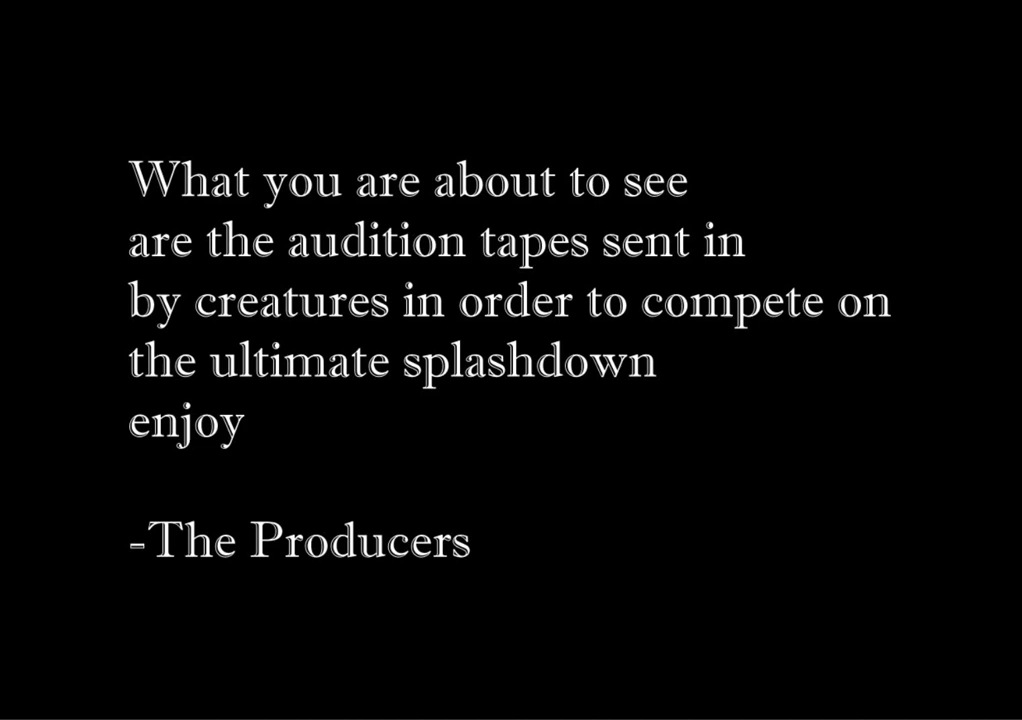 What you are about to see
are the audition tapes sent in
by creatures in order to compete on
the ultimate splashdown
enjoy
-The Producers